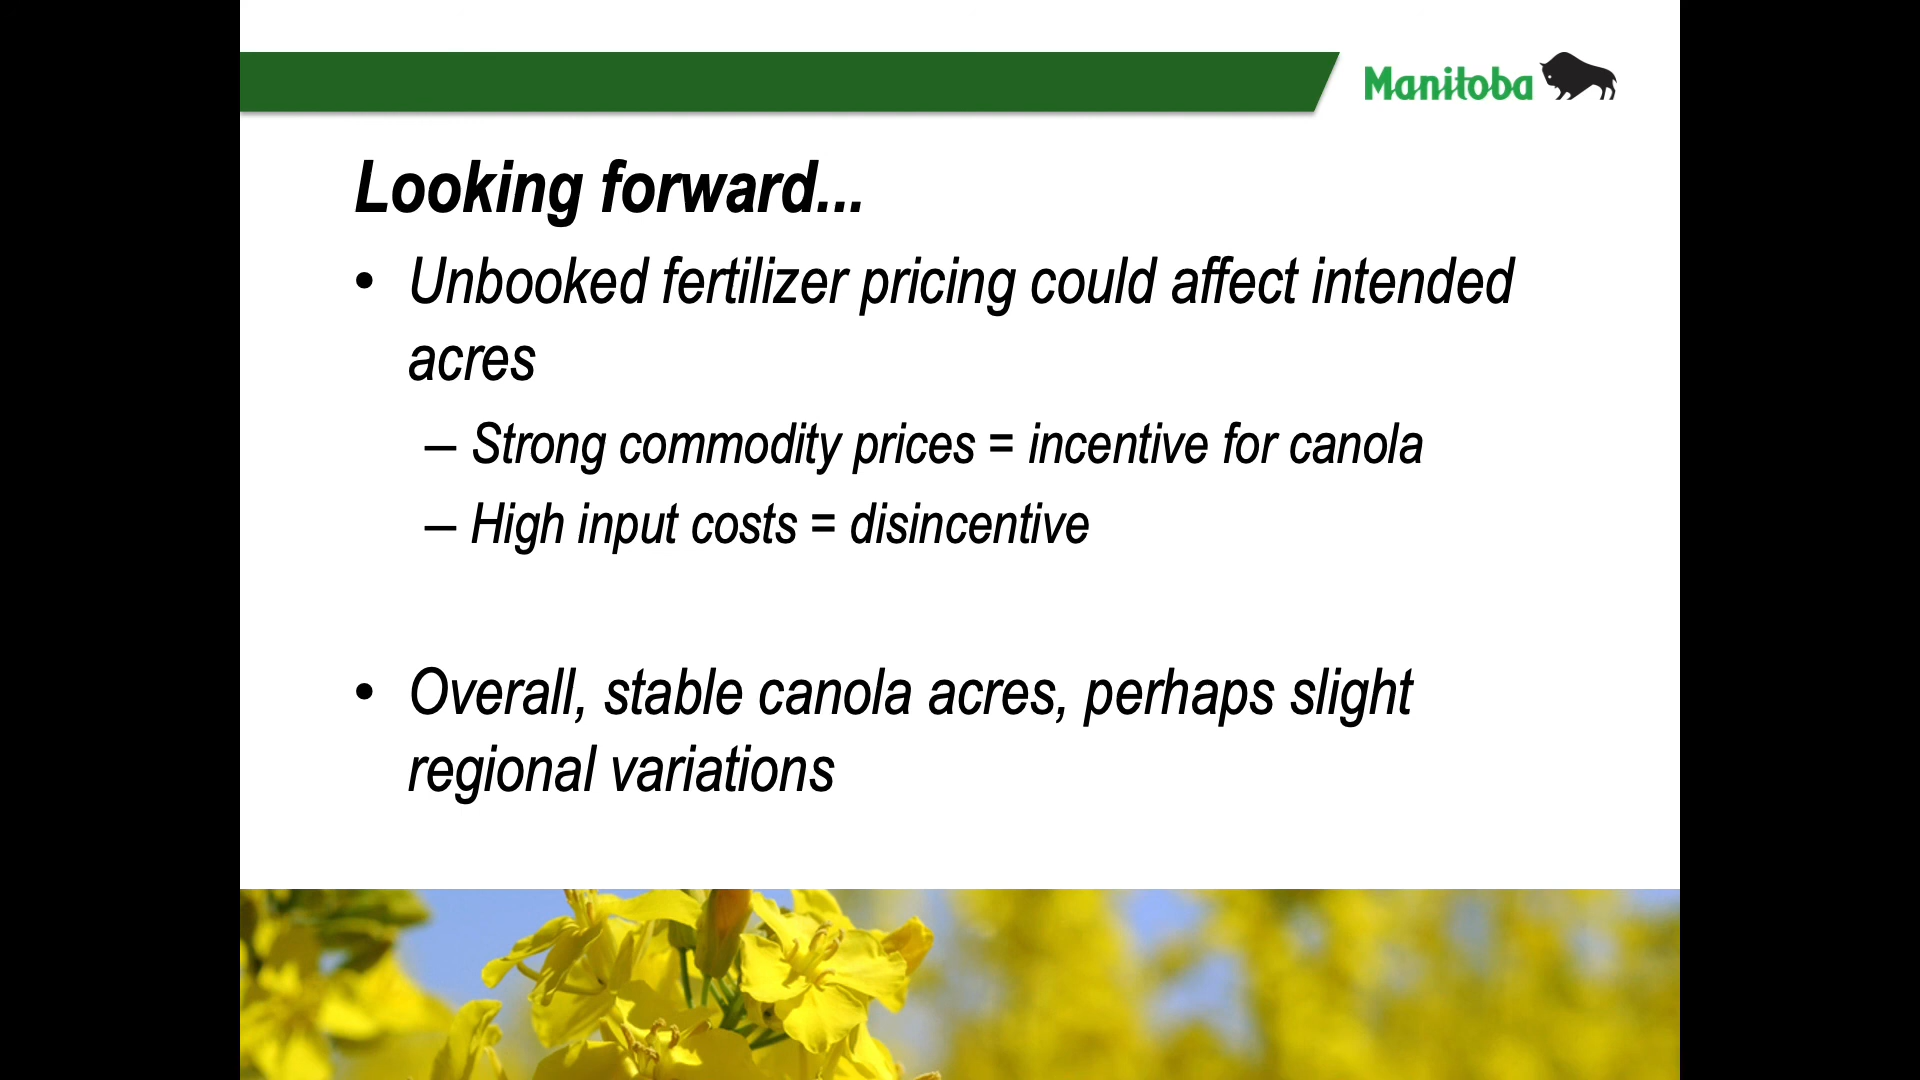 Manitoba
Looking forward...
• Unbooked fertilizer pricing could affect intended
acres
– Strong commodity prices = incentive for canola
– High input costs = disincentive
• Overall, stable canola acres, perhaps slight
regional variations